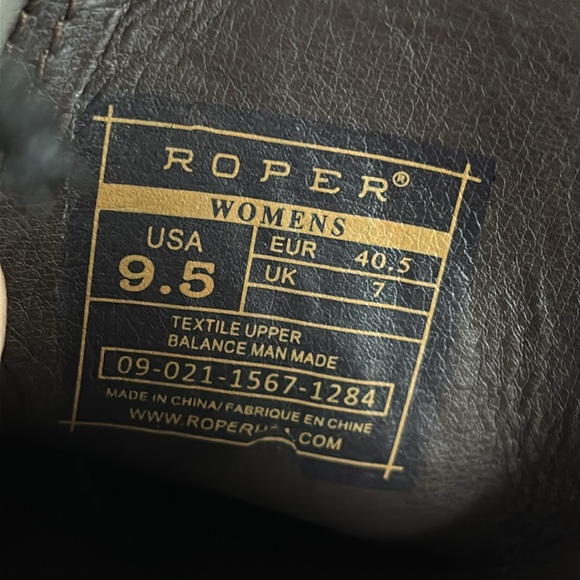 ROPER®
WOMENS
USA
9.5
EUR 40.5
UK 7
TEXTILE UPPER
BALANCE MAN MADE
09-021-1567-1284
MADE IN CHINA/FABRIQUE EN CHINE